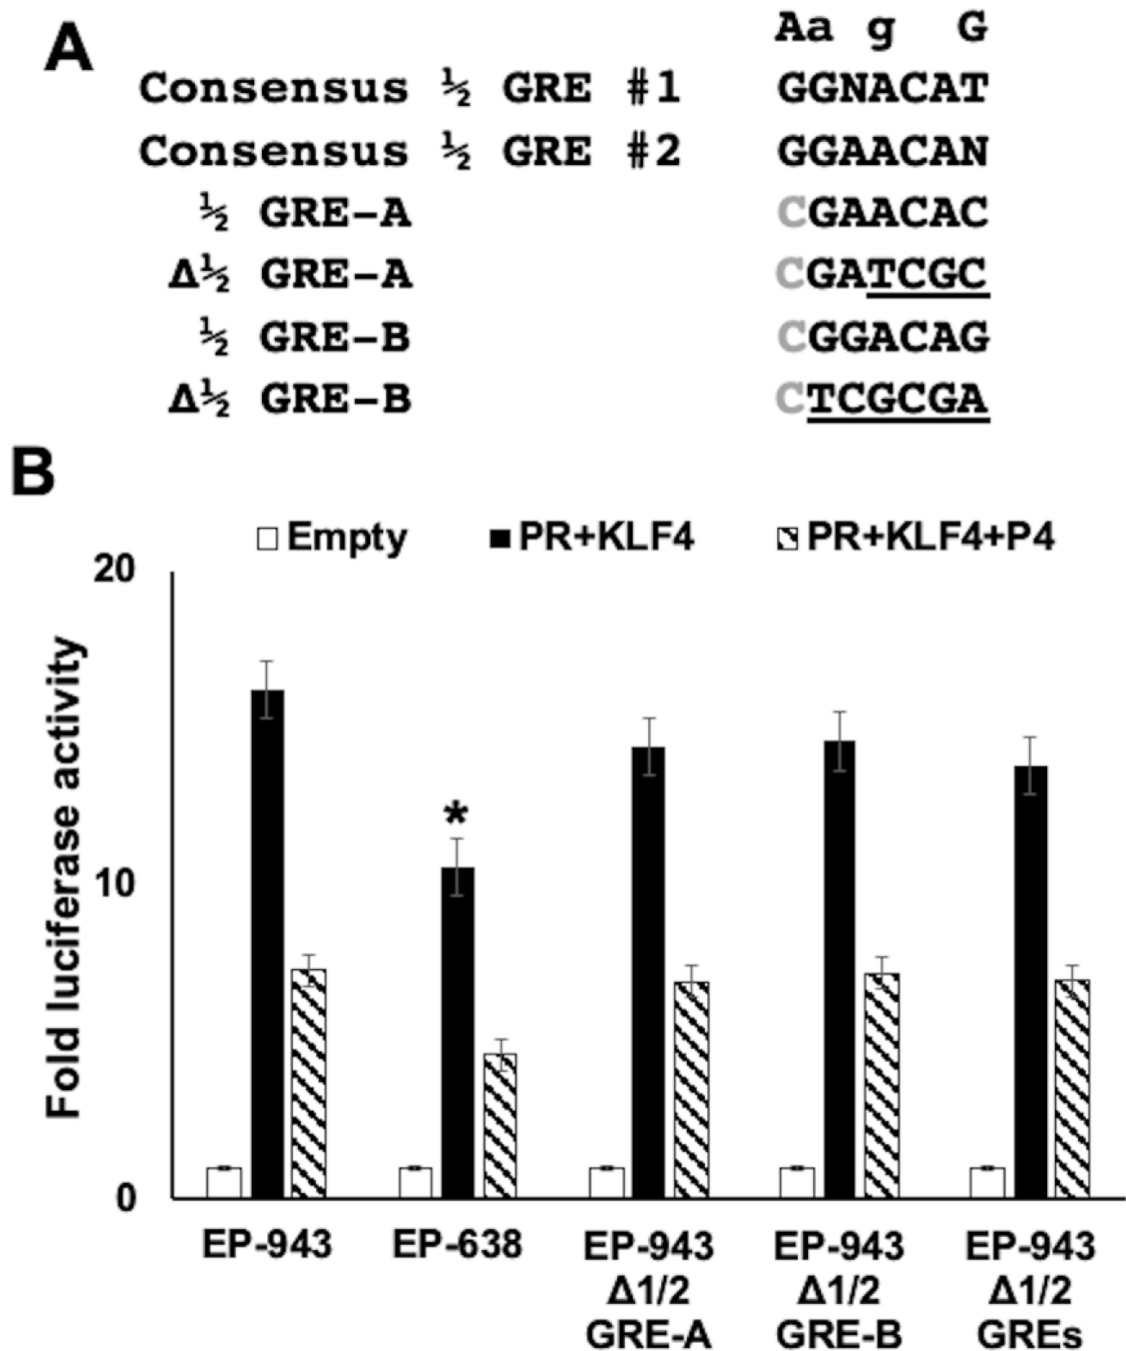 A
Aa g G
Consensus ½ GRE #1 GGNACAT
Consensus ½ GRE #2 GGAACAN
½ GRE-A CGAACAC
Δ½ GRE-A CGATCGC
½ GRE-B CGGACAG
Δ½ GRE-B CTCGCGA
B
Empty PR+KLF4 PR+KLF4+P4
20
10
0
Fold luciferase activity
*
EP-943 EP-638 EP-943 EP-943 EP-943
Δ1/2 Δ1/2 Δ1/2
GRE-A GRE-B GREs